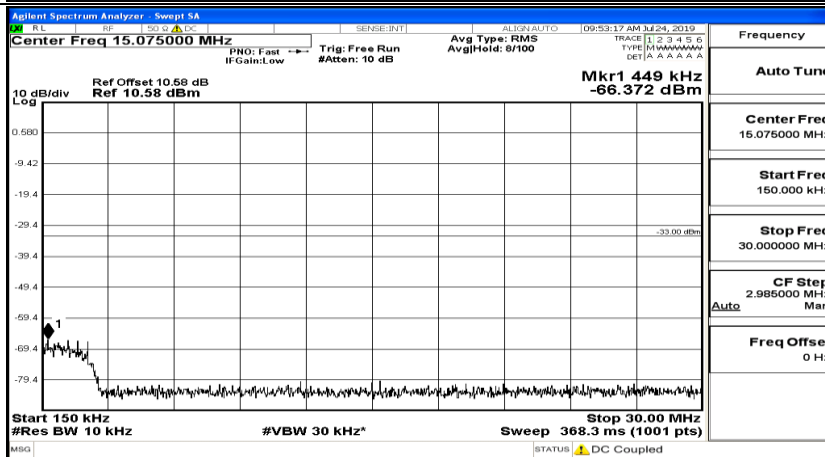 Agilent Spectrum Analyzer - Swept SA
LXI RL RF 50 Ω DC SENSE:INT ALIGN AUTO 09:53:17 AM Jul 24, 2019
Center Freq 15.075000 MHz
PNO: Fast Trig: Free Run Avg Type: RMS TRACE 1 2 3 4 5 6
IFGain:Low #Atten: 10 dB Avg|Hold: 8/100 TYPE M W W W W W
DET A A A A A A
Ref Offset 10.58 dB Mkr1 449 kHz
10 dB/div Ref 10.58 dBm -66.372 dBm
Log
0.580
-9.42
-19.4
-29.4
-33.00 dBm
-39.4
-49.4
-59.4
1
-69.4
-79.4
Start 150 kHz Stop 30.00 MHz
#Res BW 10 kHz #VBW 30 kHz* Sweep 368.3 ms (1001 pts)
MSG STATUS DC Coupled
Frequency
Auto Tune
Center Freq
15.075000 MHz
Start Freq
150.000 kHz
Stop Freq
30.000000 MHz
CF Step
2.985000 MHz
Auto Man
Freq Offset
0 Hz